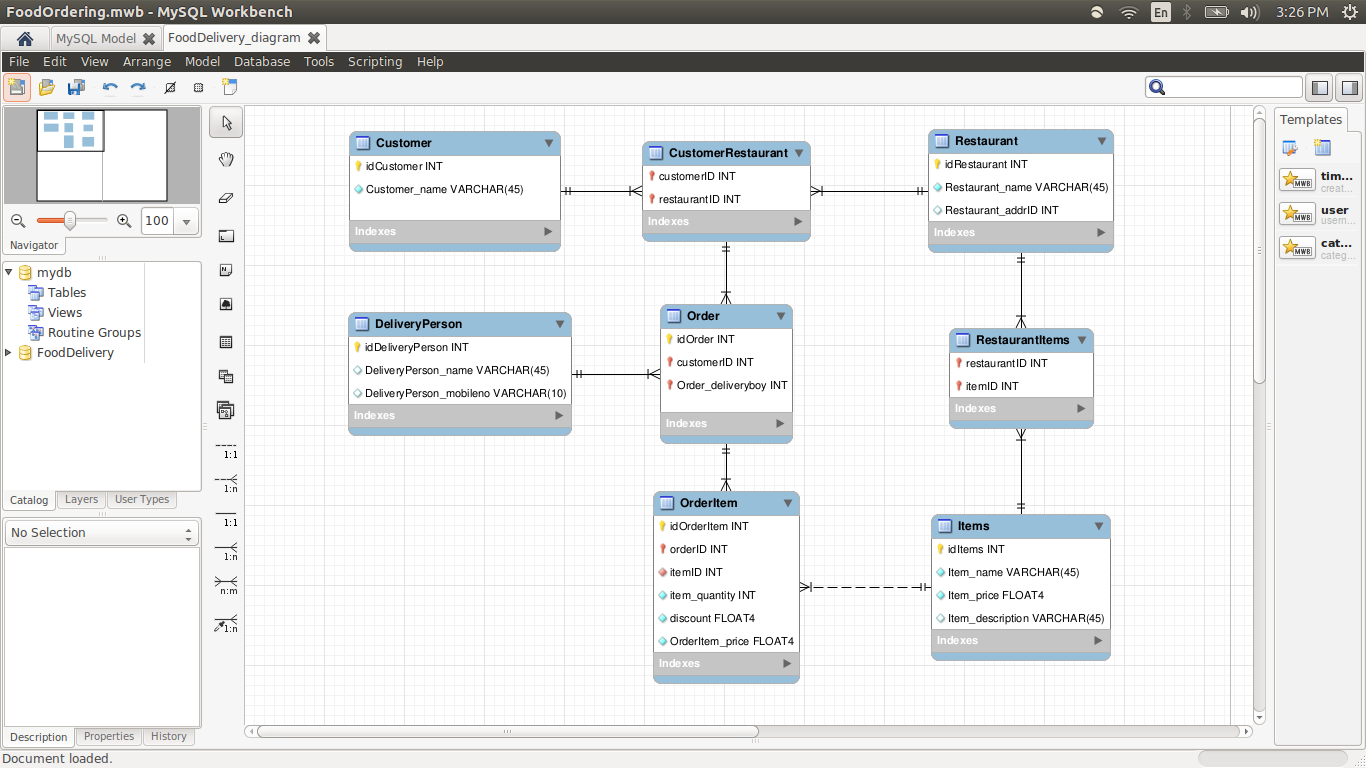 FoodOrdering.mwb - MySQL Workbench
En
3:26 PM
MySQL Model
FoodDelivery_diagram
File Edit View Arrange Model Database Tools Scripting Help
100
Navigator
mydb
Tables
Views
Routine Groups
FoodDelivery
Catalog Layers User Types
No Selection
Description Properties History
Document loaded.
1:1
1:n
1:1
1:n
n:m
1:n
Customer
idCustomer INT
Customer_name VARCHAR(45)
Indexes
CustomerRestaurant
customerID INT
restaurantID INT
Indexes
Restaurant
idRestaurant INT
Restaurant_name VARCHAR(45)
Restaurant_addrID INT
Indexes
DeliveryPerson
idDeliveryPerson INT
DeliveryPerson_name VARCHAR(45)
DeliveryPerson_mobileno VARCHAR(10)
Indexes
Order
idOrder INT
customerID INT
Order_deliveryboy INT
Indexes
RestaurantItems
restaurantID INT
itemID INT
Indexes
OrderItem
idOrderItem INT
orderID INT
itemID INT
item_quantity INT
discount FLOAT4
OrderItem_price FLOAT4
Indexes
Items
idItems INT
Item_name VARCHAR(45)
Item_price FLOAT4
Item_description VARCHAR(45)
Indexes
Templates
MWB
tim...
creat...
MWB
user
usern...
MWB
cat...
categ...